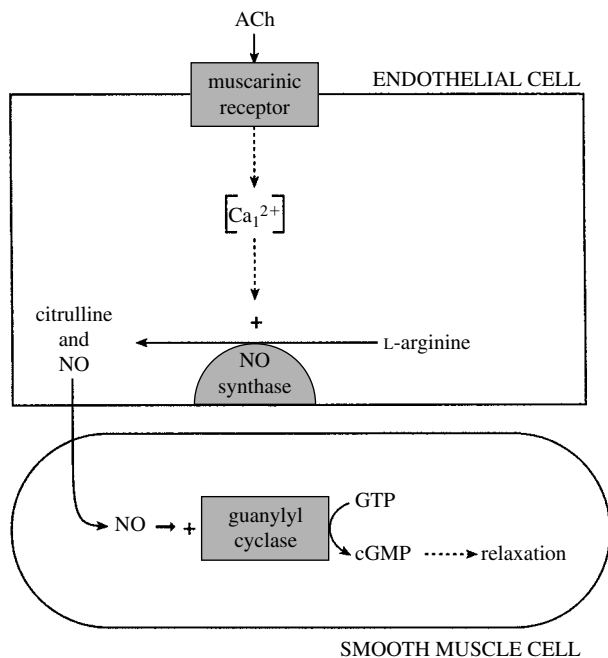 ACh
ENDOTHELIAL CELL
muscarinic
receptor
[Ca₁²⁺]
+
citrulline
and
NO
L-arginine
NO
synthase
NO
+
guanylyl
cyclase
GTP
cGMP
relaxation
SMOOTH MUSCLE CELL